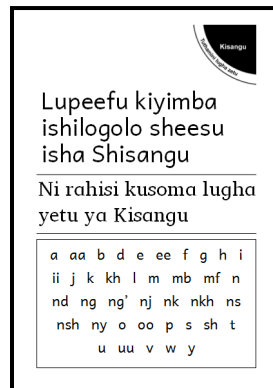 Kisangu
Tuthamini lugha yetu
Lupeefu kiyimba
ishilogolo sheesu
isha Shisangu
Ni rahisi kusoma lugha
yetu ya Kisangu
a aa b d e ee f g h i
ii j k kh l m mb mf n
nd ng ng' nj nk nkh ns
nsh ny o oo p s sh t
u uu v w y